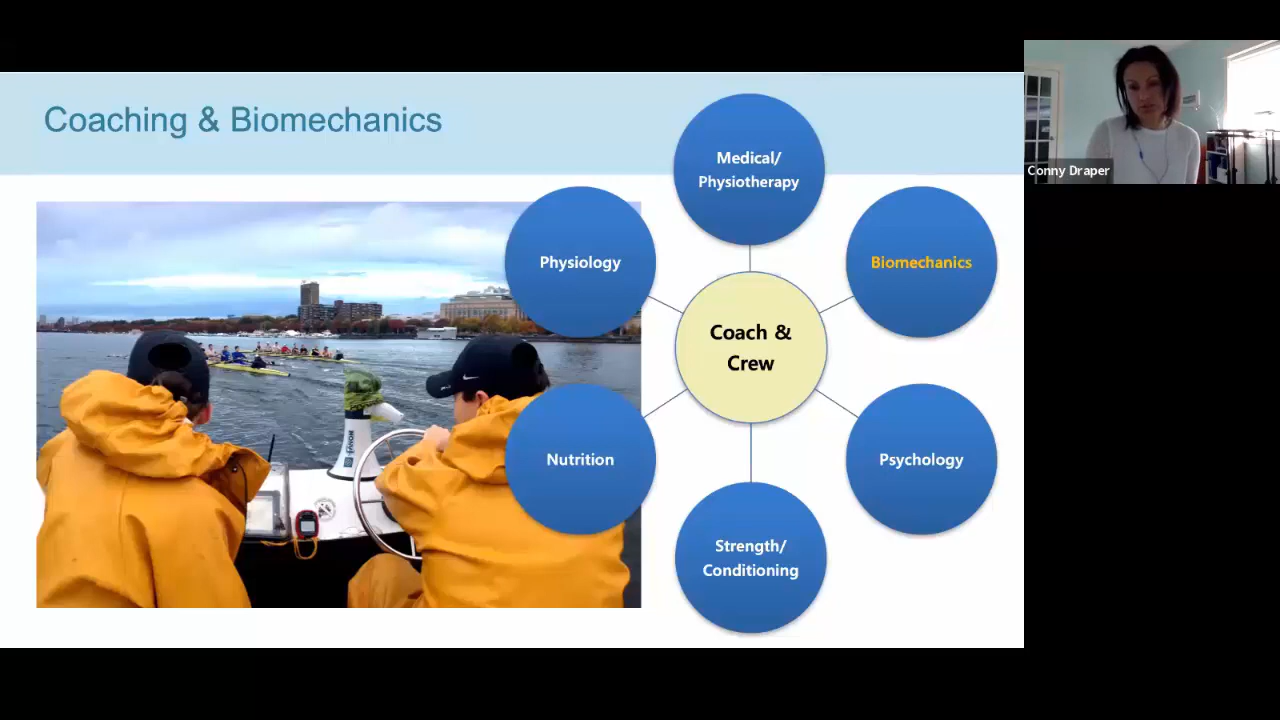 Coaching & Biomechanics
Medical/
Physiotherapy
Physiology
Biomechanics
Coach &
Crew
Nutrition
Psychology
Strength/
Conditioning
Conny Draper